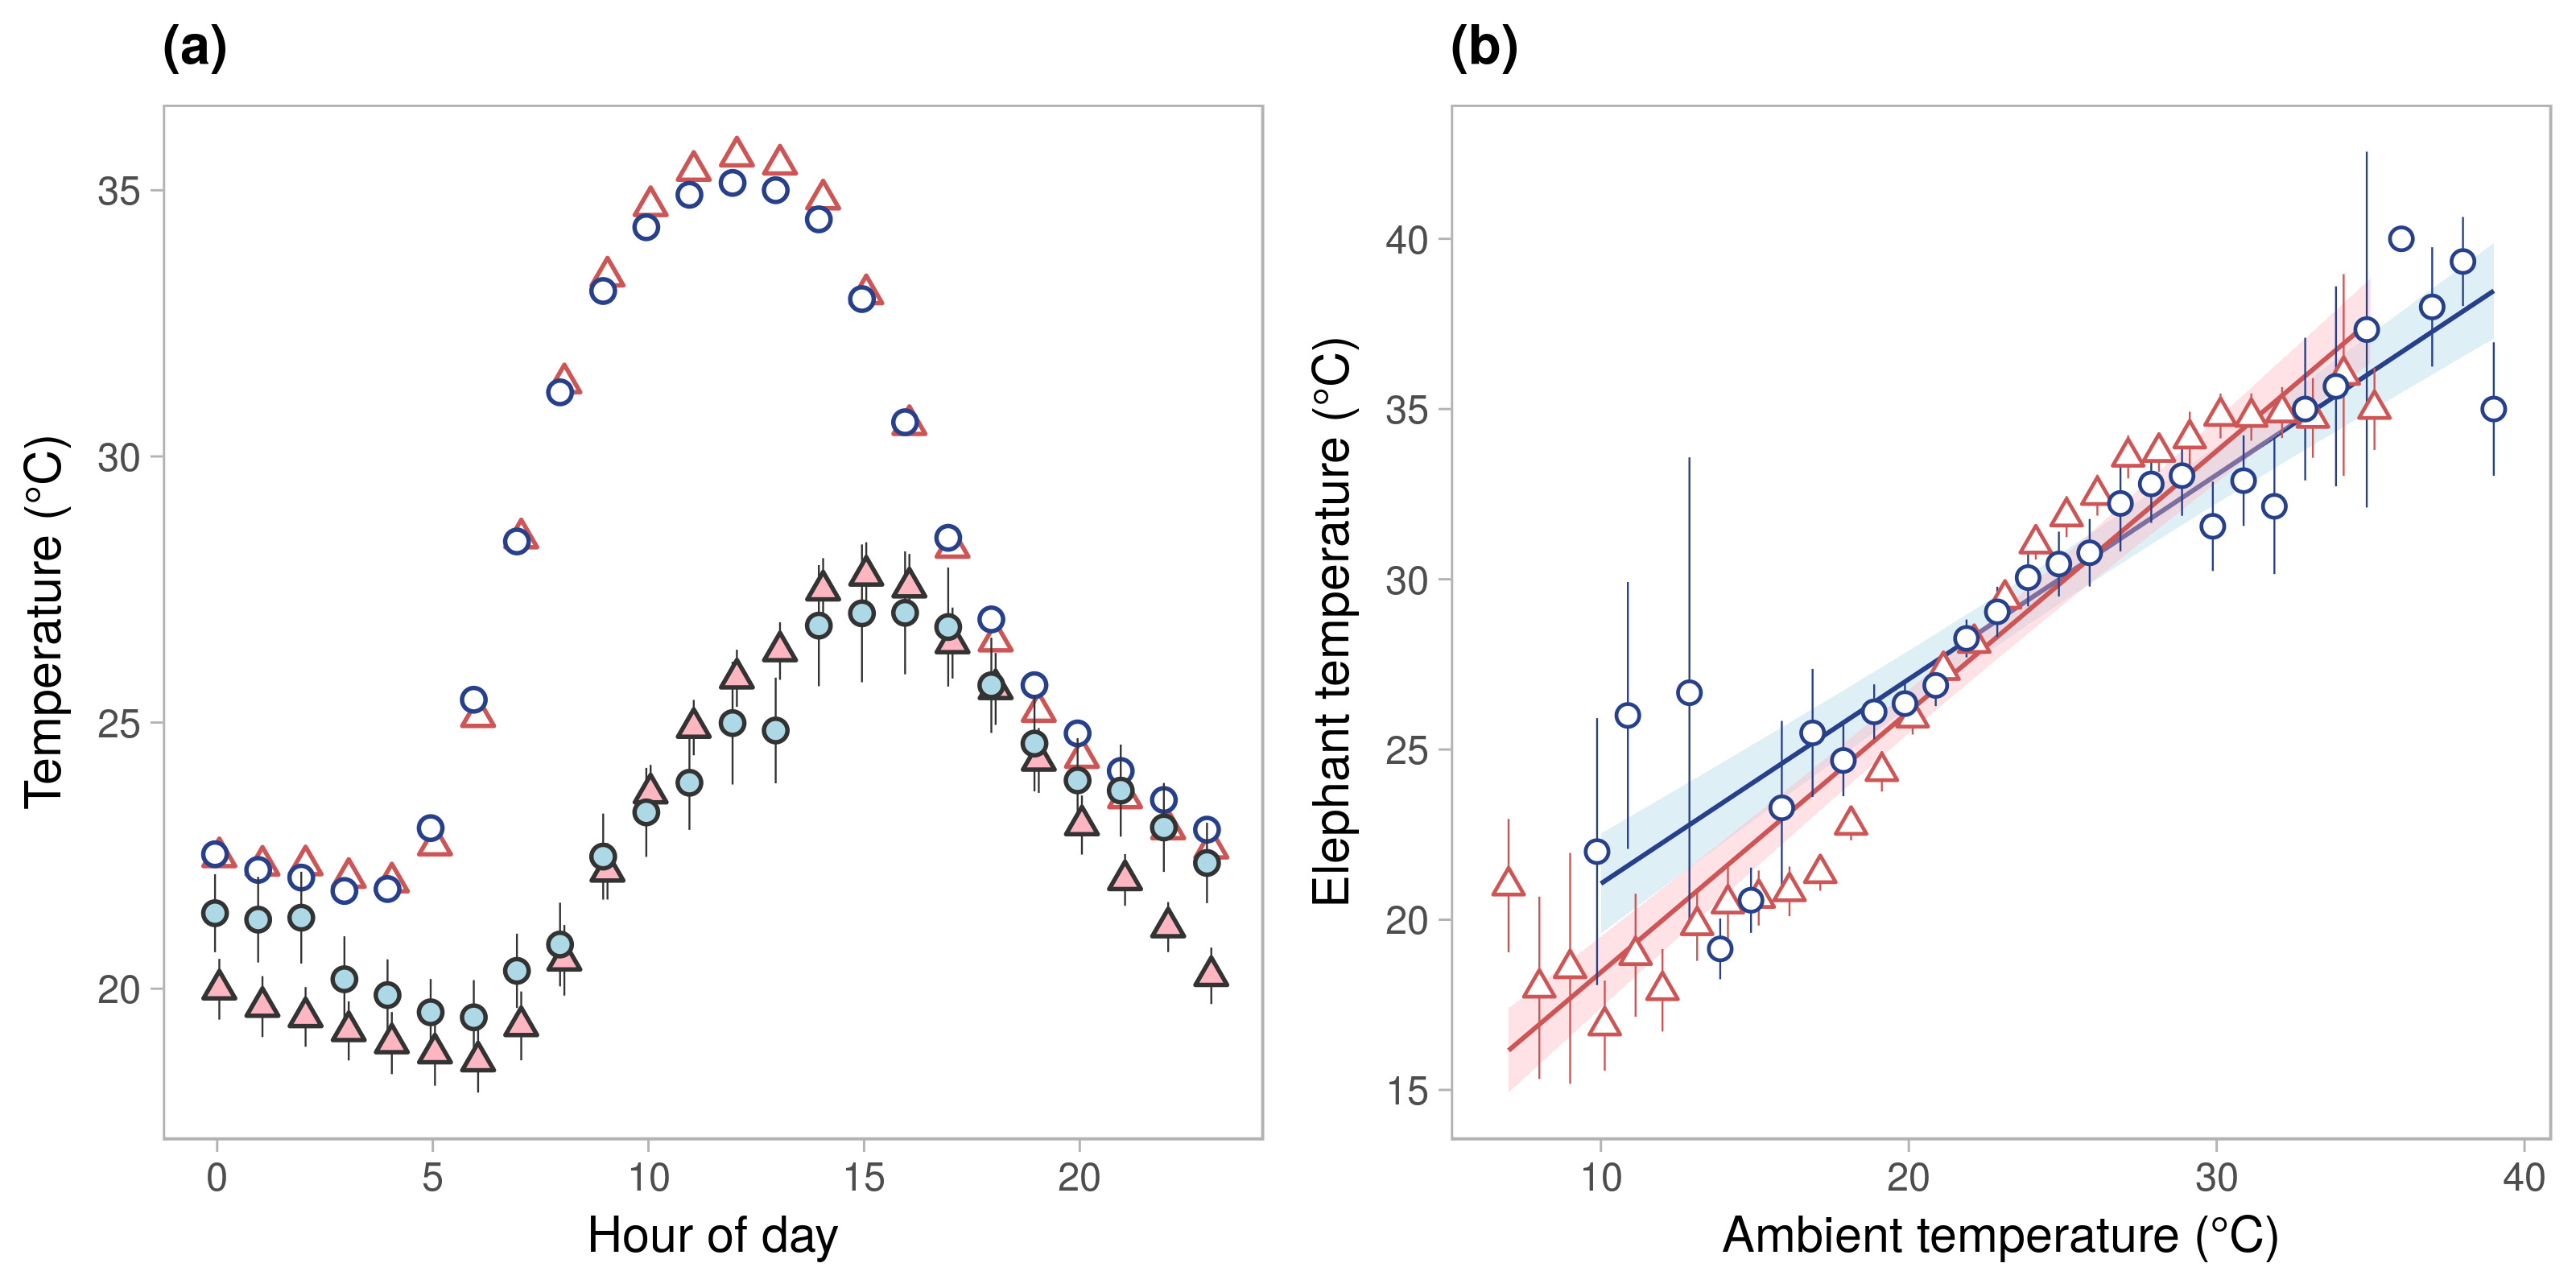 (a)
(b)
Temperature (°C)
35
30
25
20
0 5 10 15 20
Hour of day
Elephant temperature (°C)
40
35
30
25
20
15
10 20 30 40
Ambient temperature (°C)